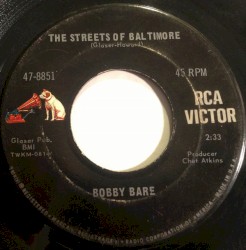 THE STREETS OF BALTIMORE
(Glaser-Howard)
47-8851
45 RPM
RCA
VICTOR
Glaser Pub.
BMI
2:33
Producer
Chet Atkins
BOBBY BARE